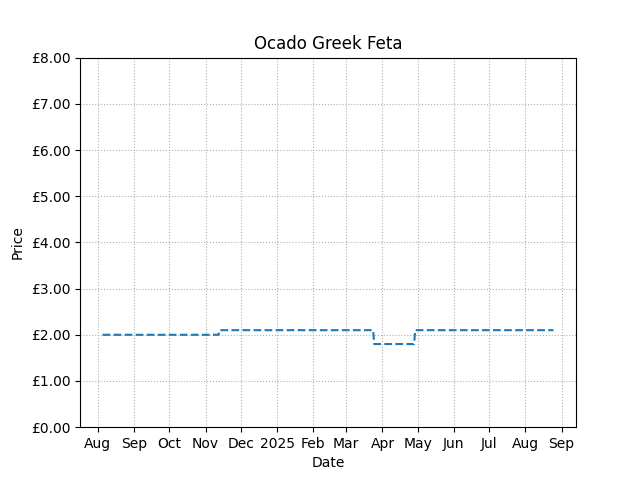 Ocado Greek Feta
£8.00
£7.00
£6.00
£5.00
£4.00
£3.00
£2.00
£1.00
£0.00
Price
Aug Sep Oct Nov Dec 2025 Feb Mar Apr May Jun Jul Aug Sep
Date